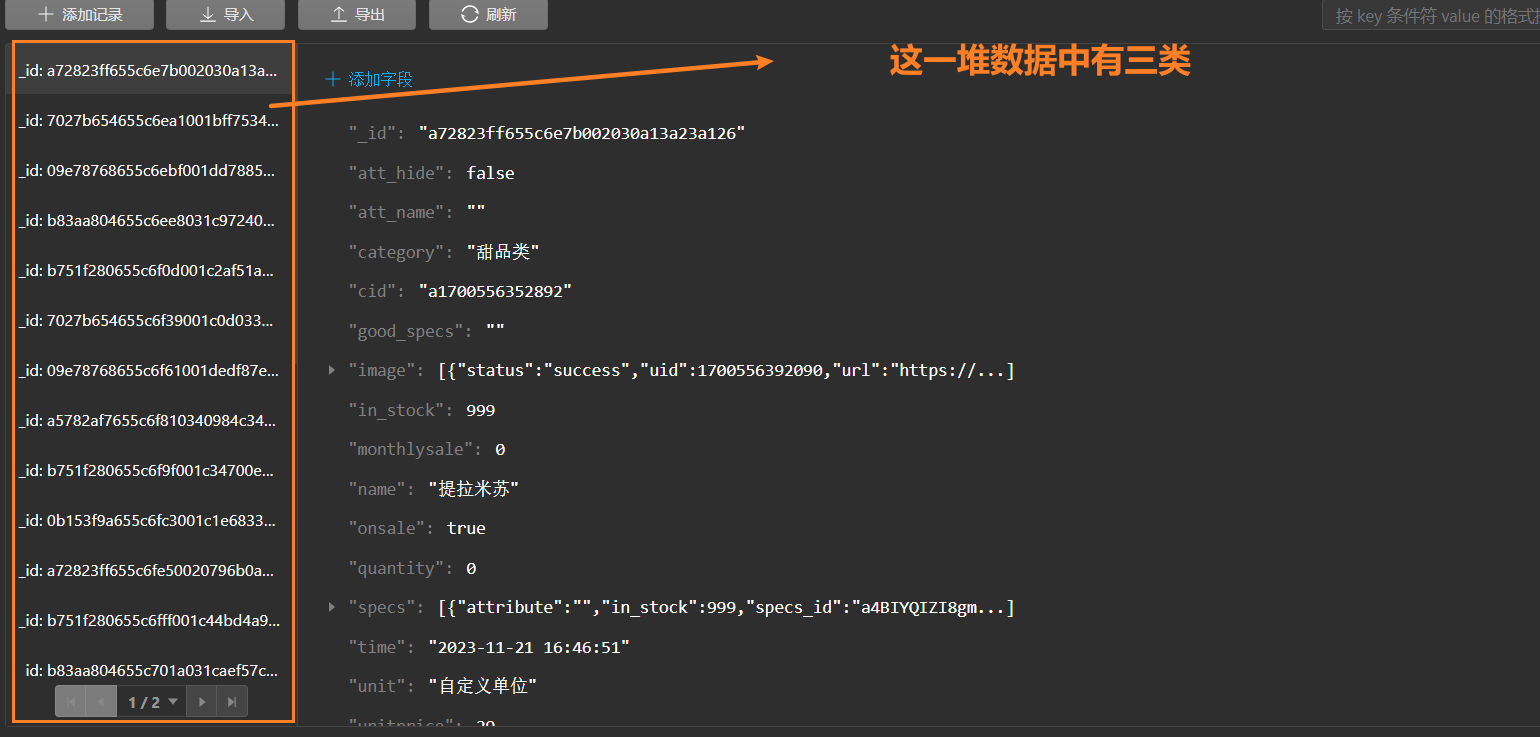 添加记录 导入 导出 刷新 按 key 条件符 value 的格式
_id: a72823ff655c6e7b002030a13a...
这一堆数据中有三类
添加字段
_id: 7027b654655c6ea1001bff7534...
"_id": "a72823ff655c6e7b002030a13a23a126"
_id: 09e78768655c6ebf001dd7885...
"att_hide": false
_id: b83aa804655c6ee8031c97240...
"att_name": ""
"category": "甜品类"
_id: b751f280655c6f0d001c2af51a...
"cid": "a1700556352892"
_id: 7027b654655c6f39001c0d033...
"good_specs": ""
_id: 09e78768655c6f61001dedf87e...
"image": [{"status":"success","uid":1700556392090,"url":"https://...]
_id: a5782af7655c6f810340984c34...
"in_stock": 999
"monthlysale": 0
_id: b751f280655c6f9f001c34700e...
"name": "提拉米苏"
_id: 0b153f9a655c6fc3001c1e6833...
"onsale": true
_id: a72823ff655c6fe50020796b0a...
"quantity": 0
_id: b751f280655c6fff001c44bd4a9...
"specs": [{"attribute":"","in_stock":999,"specs_id":"a4BIYQIZI8gm...]
"time": "2023-11-21 16:46:51"
id: b83aa804655c701a031caef57c...
"unit": "自定义单位"
1 / 2